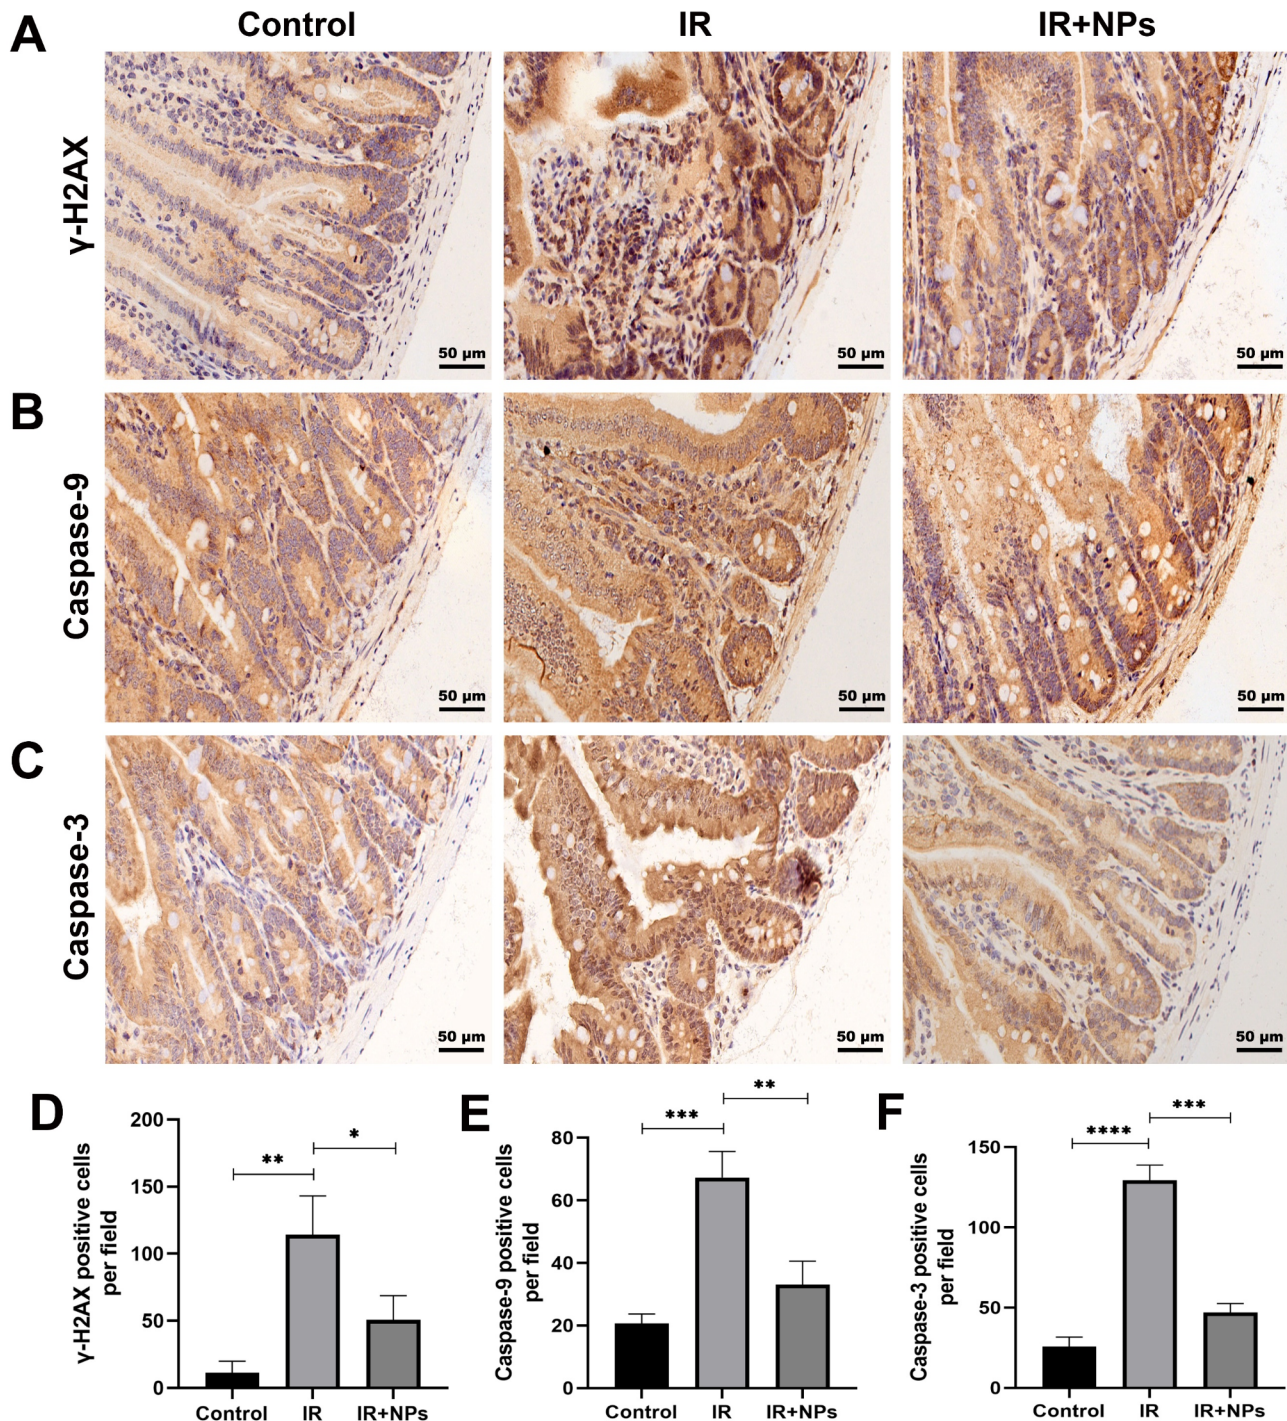 A
Control
IR
IR+NPs
γ-H2AX
50 μm
50 μm
50 μm
B
Caspase-9
50 μm
50 μm
50 μm
C
Caspase-3
50 μm
50 μm
50 μm
D
γ-H2AX positive cells
per field
200
150
100
50
0
**
*
Control
IR
IR+NPs
E
Caspase-9 positive cells
per field
80
60
40
20
0
***
**
Control
IR
IR+NPs
F
Caspase-3 positive cells
per field
150
100
50
0
****
***
Control
IR
IR+NPs